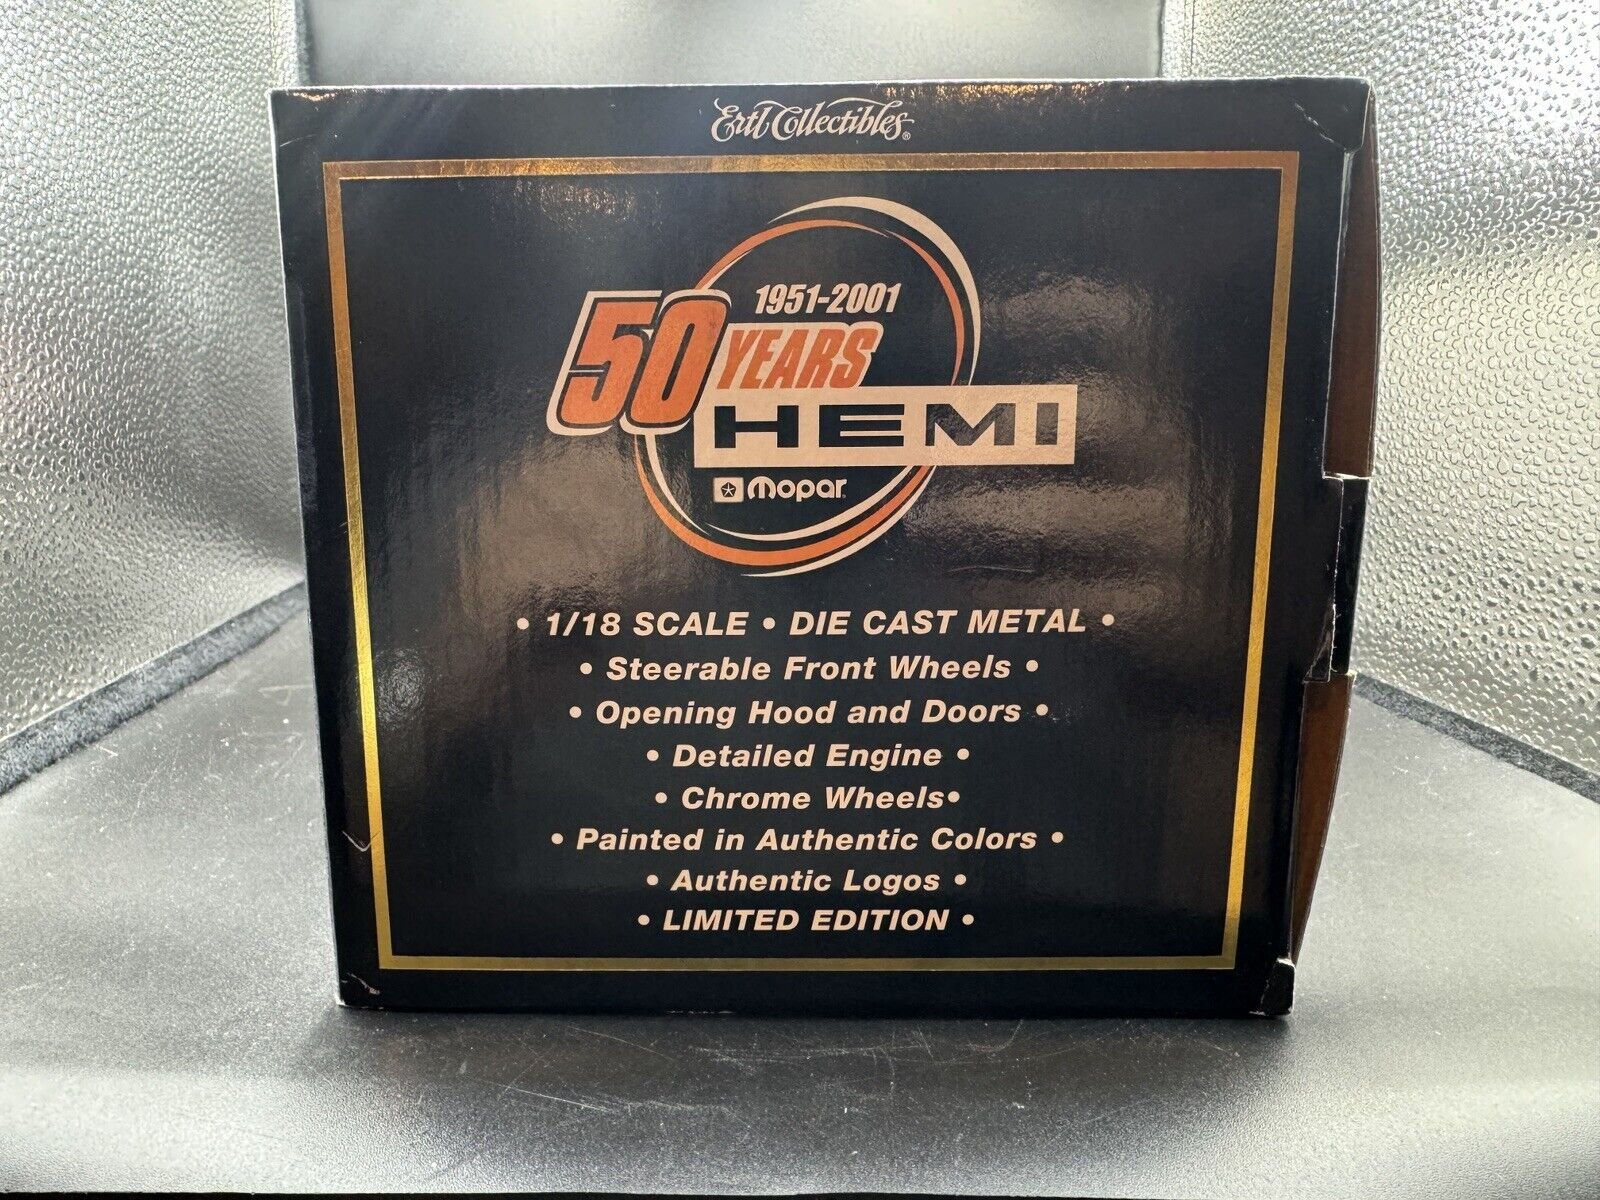 Ertl Collectibles®
1951-2001
50 YEARS
HEMI
Mopar
• 1/18 SCALE • DIE CAST METAL •
• Steerable Front Wheels •
• Opening Hood and Doors •
• Detailed Engine •
• Chrome Wheels•
• Painted in Authentic Colors •
• Authentic Logos •
• LIMITED EDITION •